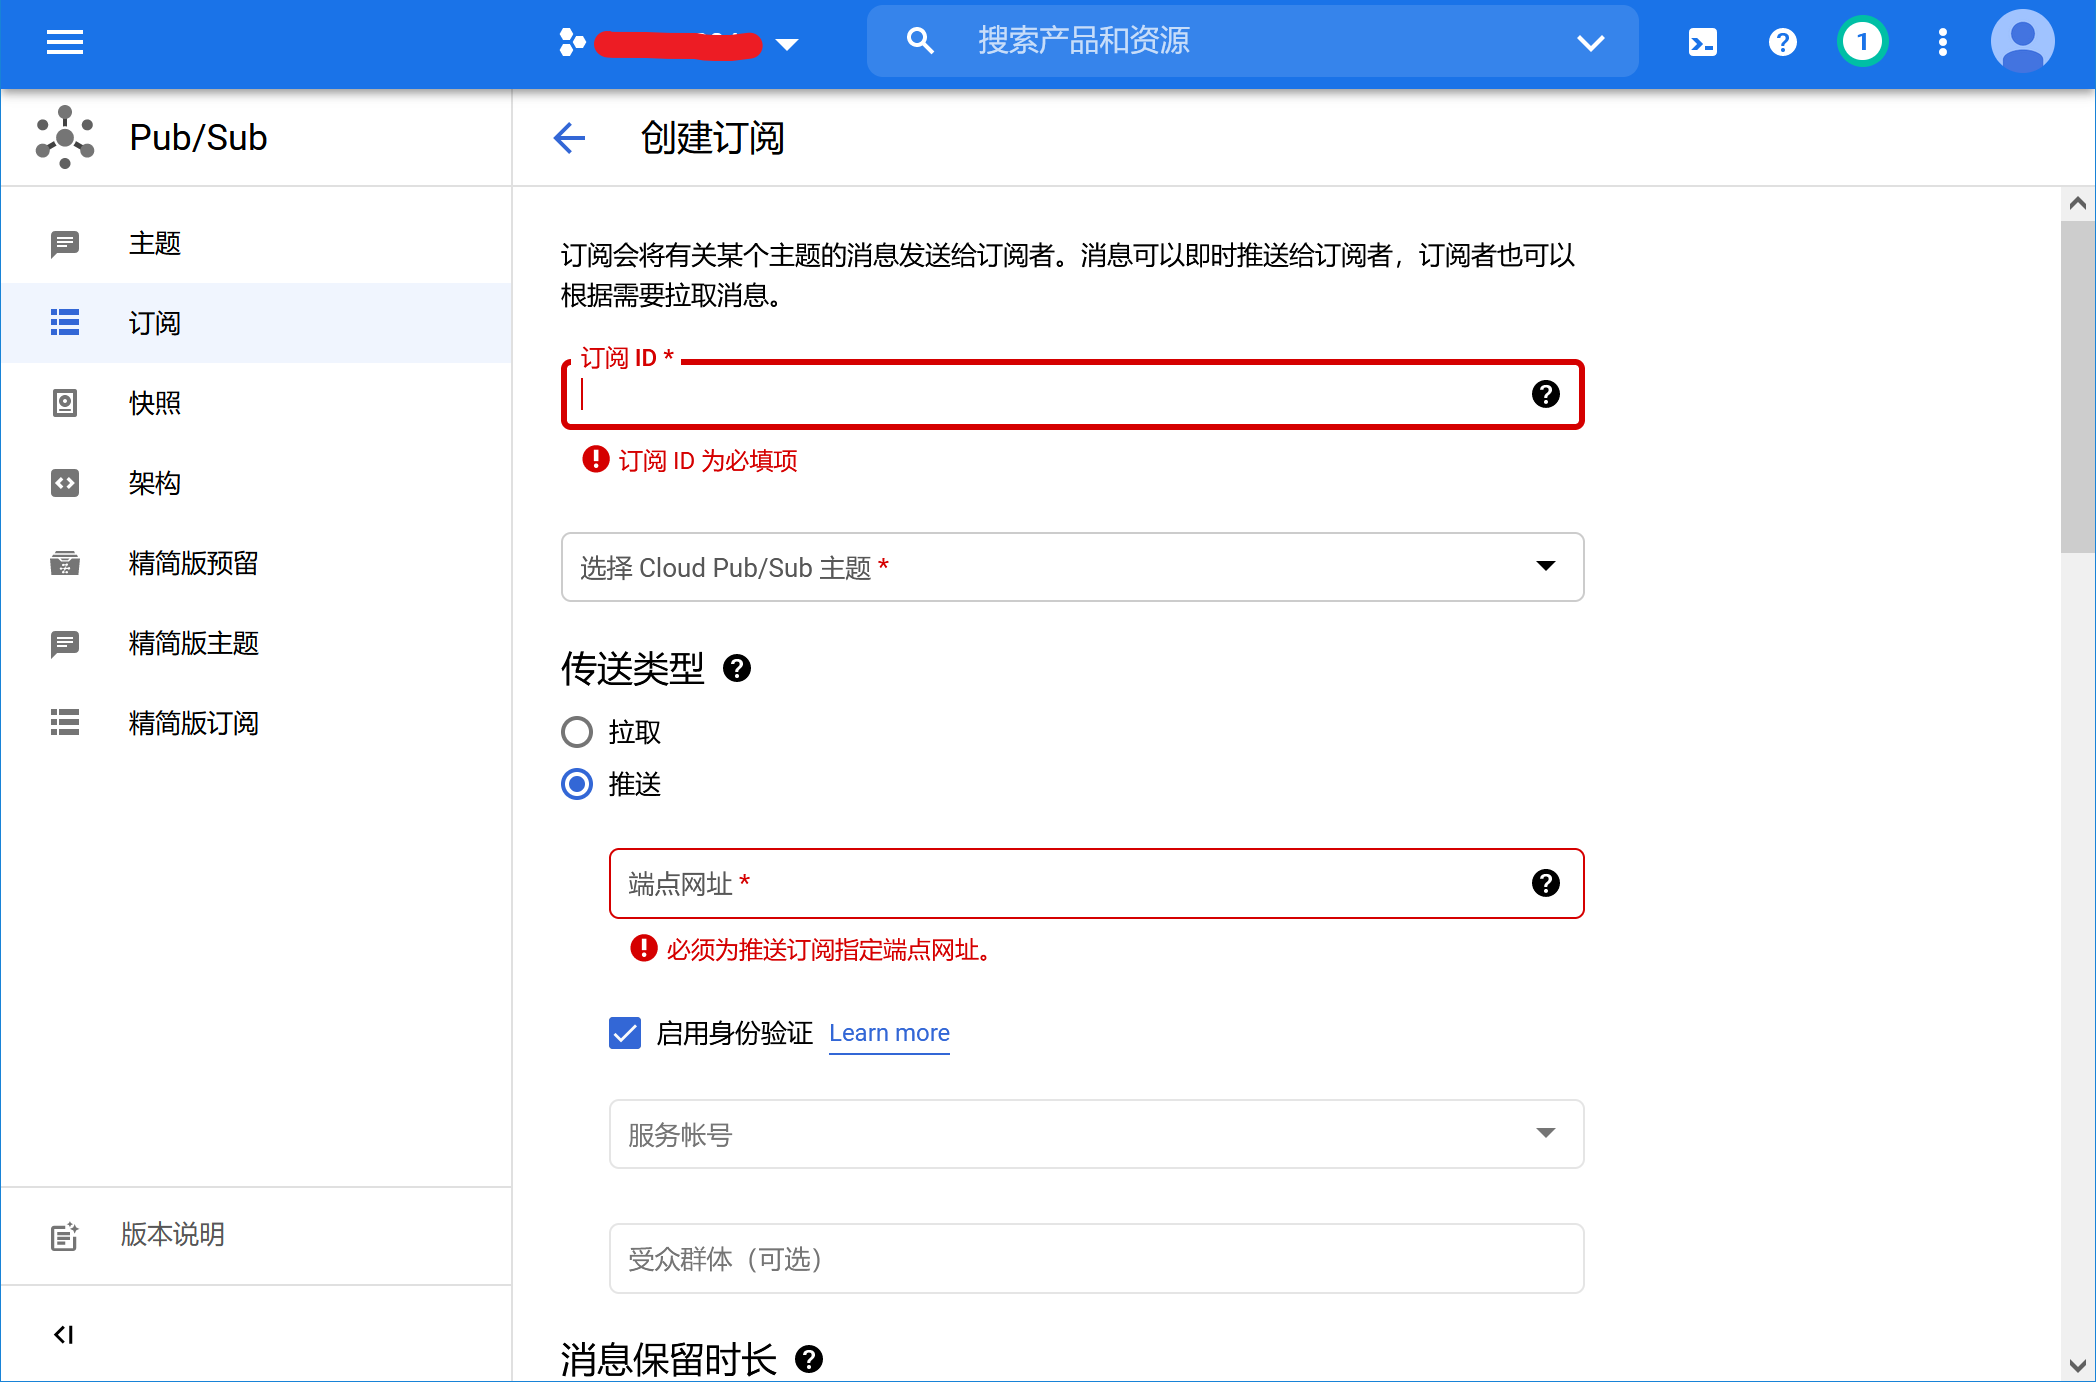 搜索产品和资源
1
Pub/Sub
创建订阅
主题
订阅
快照
架构
精简版预留
精简版主题
精简版订阅
版本说明
订阅会将有关某个主题的消息发送给订阅者。消息可以即时推送给订阅者，订阅者也可以
根据需要拉取消息。
订阅 ID *
订阅 ID 为必填项
选择 Cloud Pub/Sub 主题 *
传送类型
拉取
推送
端点网址 *
必须为推送订阅指定端点网址。
启用身份验证 Learn more
服务帐号
受众群体（可选）
消息保留时长